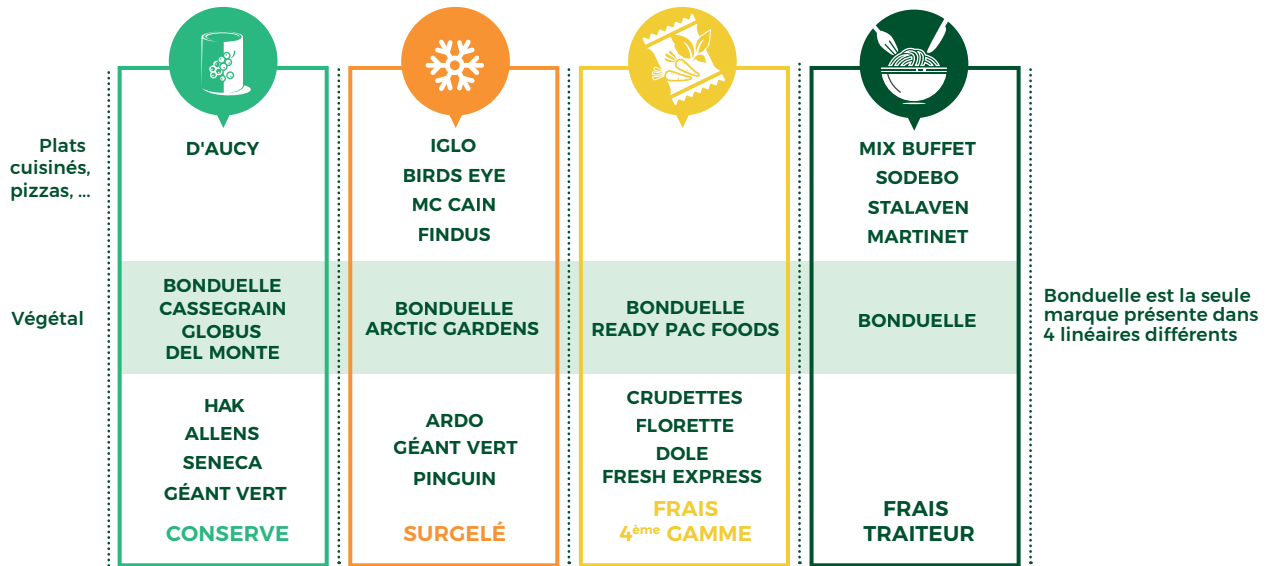 Plats
cuisinés,
pizzas, ...
D'AUCY
IGLO
BIRDS EYE
MC CAIN
FINDUS
MIX BUFFET
SODEBO
STALAVEN
MARTINET
Végétal
BONDUELLE
CASSEGRAIN
GLOBUS
DEL MONTE
BONDUELLE
ARCTIC GARDENS
BONDUELLE
READY PAC FOODS
BONDUELLE
Bonduelle est la seule
marque présente dans
4 linéaires différents
HAK
ALLENS
SENECA
GÉANT VERT
CONSERVE
ARDO
GÉANT VERT
PINGUIN
SURGELÉ
CRUDETTES
FLORETTE
DOLE
FRESH EXPRESS
FRAIS
4ème GAMME
FRAIS
TRAITEUR